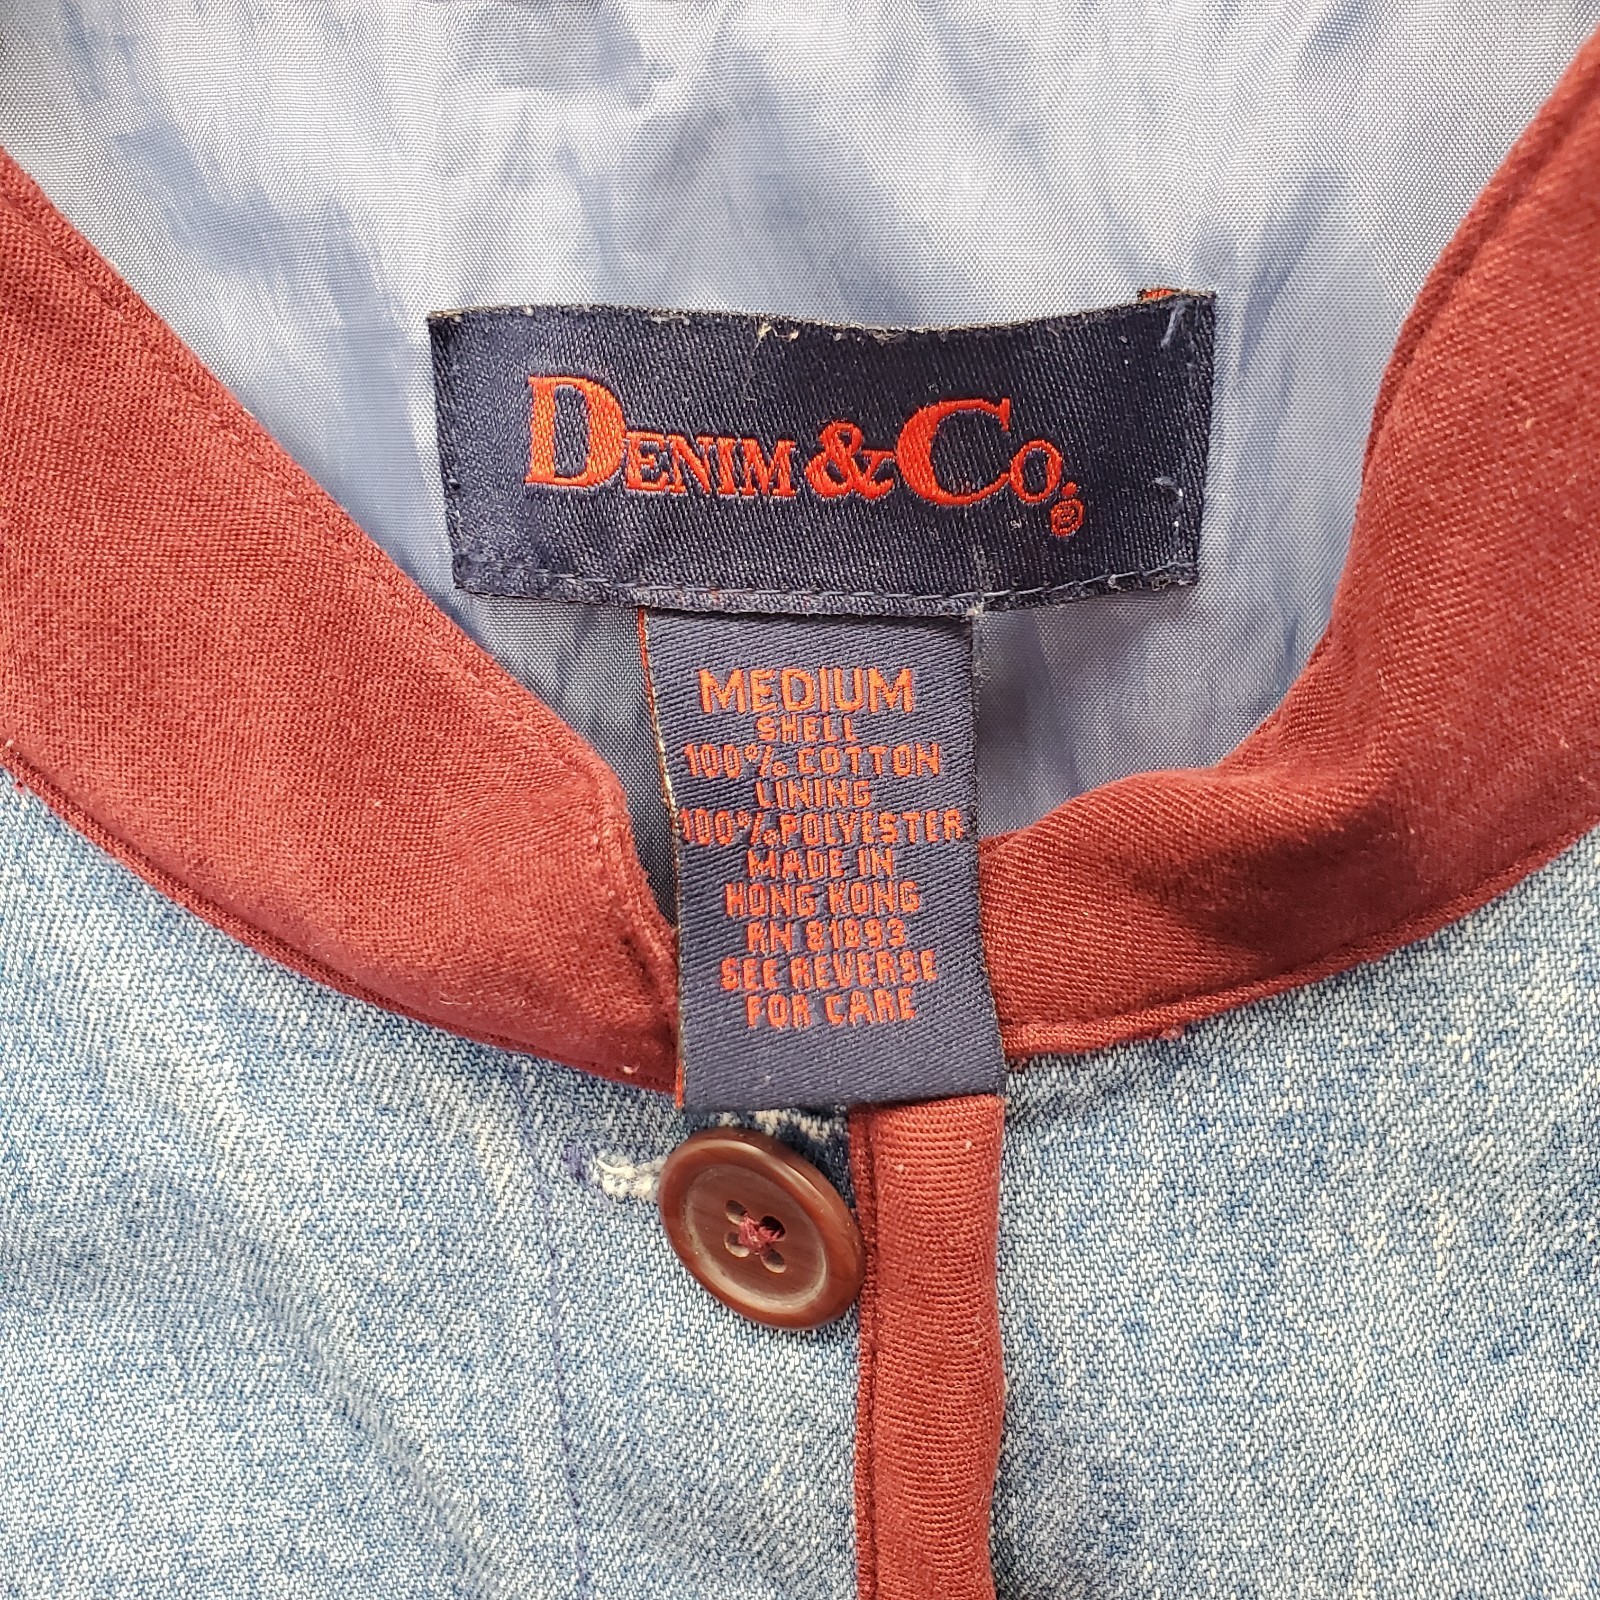 DENIM & CO.®
MEDIUM
SHELL
100% COTTON
LINING
100% POLYESTER
MADE IN
HONG KONG
RN 81893
SEE REVERSE
FOR CARE